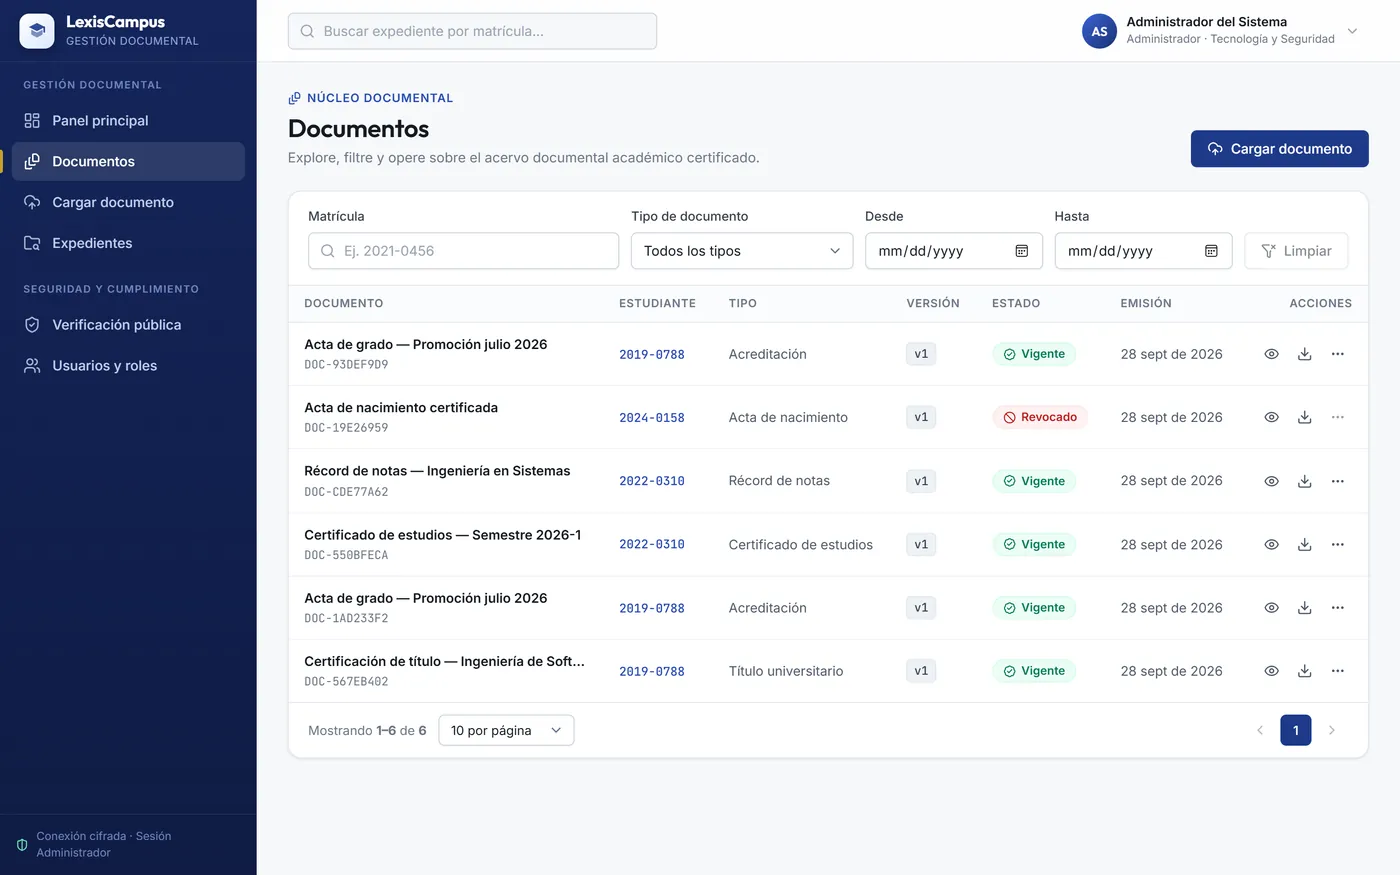 LexisCampus
GESTIÓN DOCUMENTAL
GESTIÓN DOCUMENTAL
Panel principal
Documentos
Cargar documento
Expedientes
SEGURIDAD Y CUMPLIMIENTO
Verificación pública
Usuarios y roles
Conexión cifrada · Sesión
Administrador
Buscar expediente por matrícula...
AS
Administrador del Sistema
Administrador · Tecnología y Seguridad
NÚCLEO DOCUMENTAL
Documentos
Explore, filtre y opere sobre el acervo documental académico certificado.
Cargar documento
Matrícula Tipo de documento Desde Hasta
Ej. 2021-0456 Todos los tipos mm/dd/yyyy mm/dd/yyyy Limpiar
DOCUMENTO ESTUDIANTE TIPO VERSIÓN ESTADO EMISIÓN ACCIONES
Acta de grado — Promoción julio 2026
DOC-93DEF9D9
2019-0788 Acreditación v1 Vigente 28 sept de 2026
Acta de nacimiento certificada
DOC-19E26959
2024-0158 Acta de nacimiento v1 Revocado 28 sept de 2026
Récord de notas — Ingeniería en Sistemas
DOC-CDE77A62
2022-0310 Récord de notas v1 Vigente 28 sept de 2026
Certificado de estudios — Semestre 2026-1
DOC-550BFECA
2022-0310 Certificado de estudios v1 Vigente 28 sept de 2026
Acta de grado — Promoción julio 2026
DOC-1AD233F2
2019-0788 Acreditación v1 Vigente 28 sept de 2026
Certificación de título — Ingeniería de Soft...
DOC-567EB402
2019-0788 Título universitario v1 Vigente 28 sept de 2026
Mostrando 1–6 de 6 10 por página 1